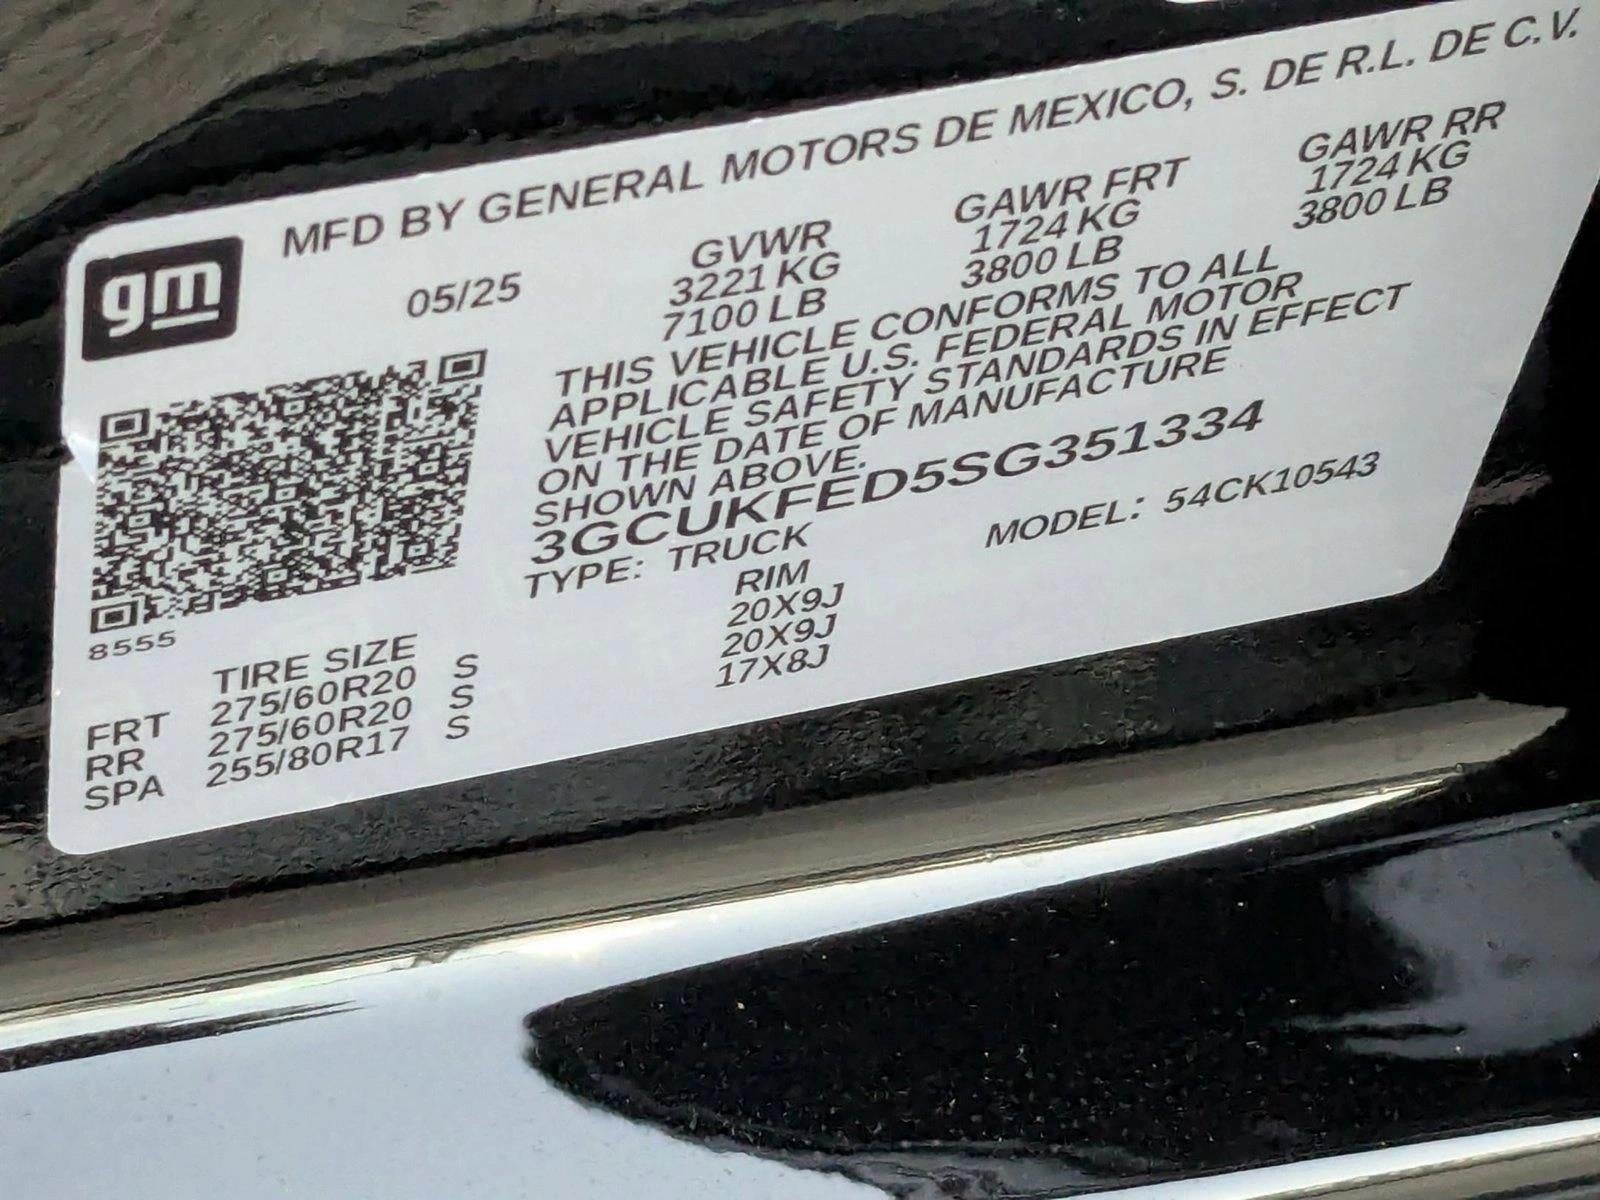 MFD BY GENERAL MOTORS DE MEXICO, S. DE R.L. DE C.V.
gm
05/25
GVWR GAWR FRT GAWR RR
3221 KG 1724 KG 1724 KG
7100 LB 3800 LB 3800 LB
THIS VEHICLE CONFORMS TO ALL
APPLICABLE U.S. FEDERAL MOTOR
VEHICLE SAFETY STANDARDS IN EFFECT
ON THE DATE OF MANUFACTURE
SHOWN ABOVE.
3GCUKFED5SG351334
TYPE: TRUCK MODEL: 54CK10543
8555
TIRE SIZE RIM
FRT 275/60R20 S 20X9J
RR 275/60R20 S 20X9J
SPA 255/80R17 S 17X8J